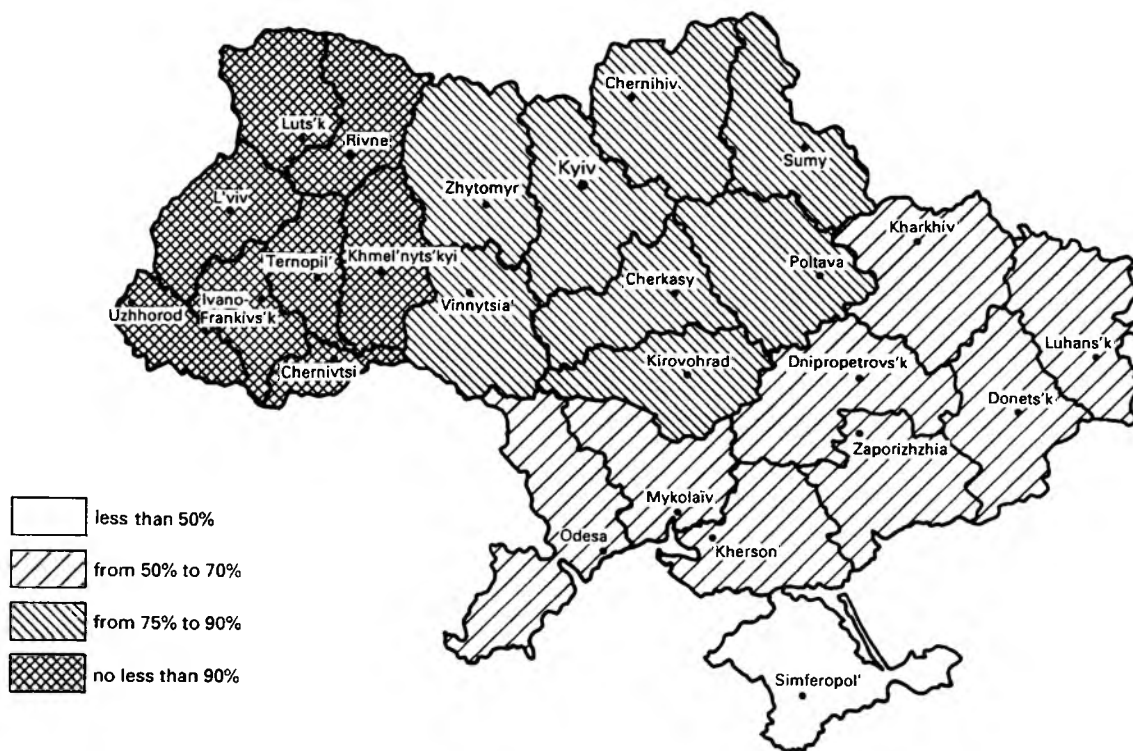 Chernihiv.
Luts'k
Rivne
Kyïv
Sumy
Zhytomyr
L'viv
Kharkhiv
Ternopil'
Khmel'nyts'kyi
Cherkasy
Poltava
Uzhhorod
Ivano-
Frankivs'k
Vinnytsia'
Chernivtsi
Kirovohrad
Dnipropetrovs'k
Luhans'k
Donets'k
Zaporizhzhia
Mykolaïv
Odesa
Kherson
Simferopol'
less than 50%
from 50% to 70%
from 75% to 90%
no less than 90%